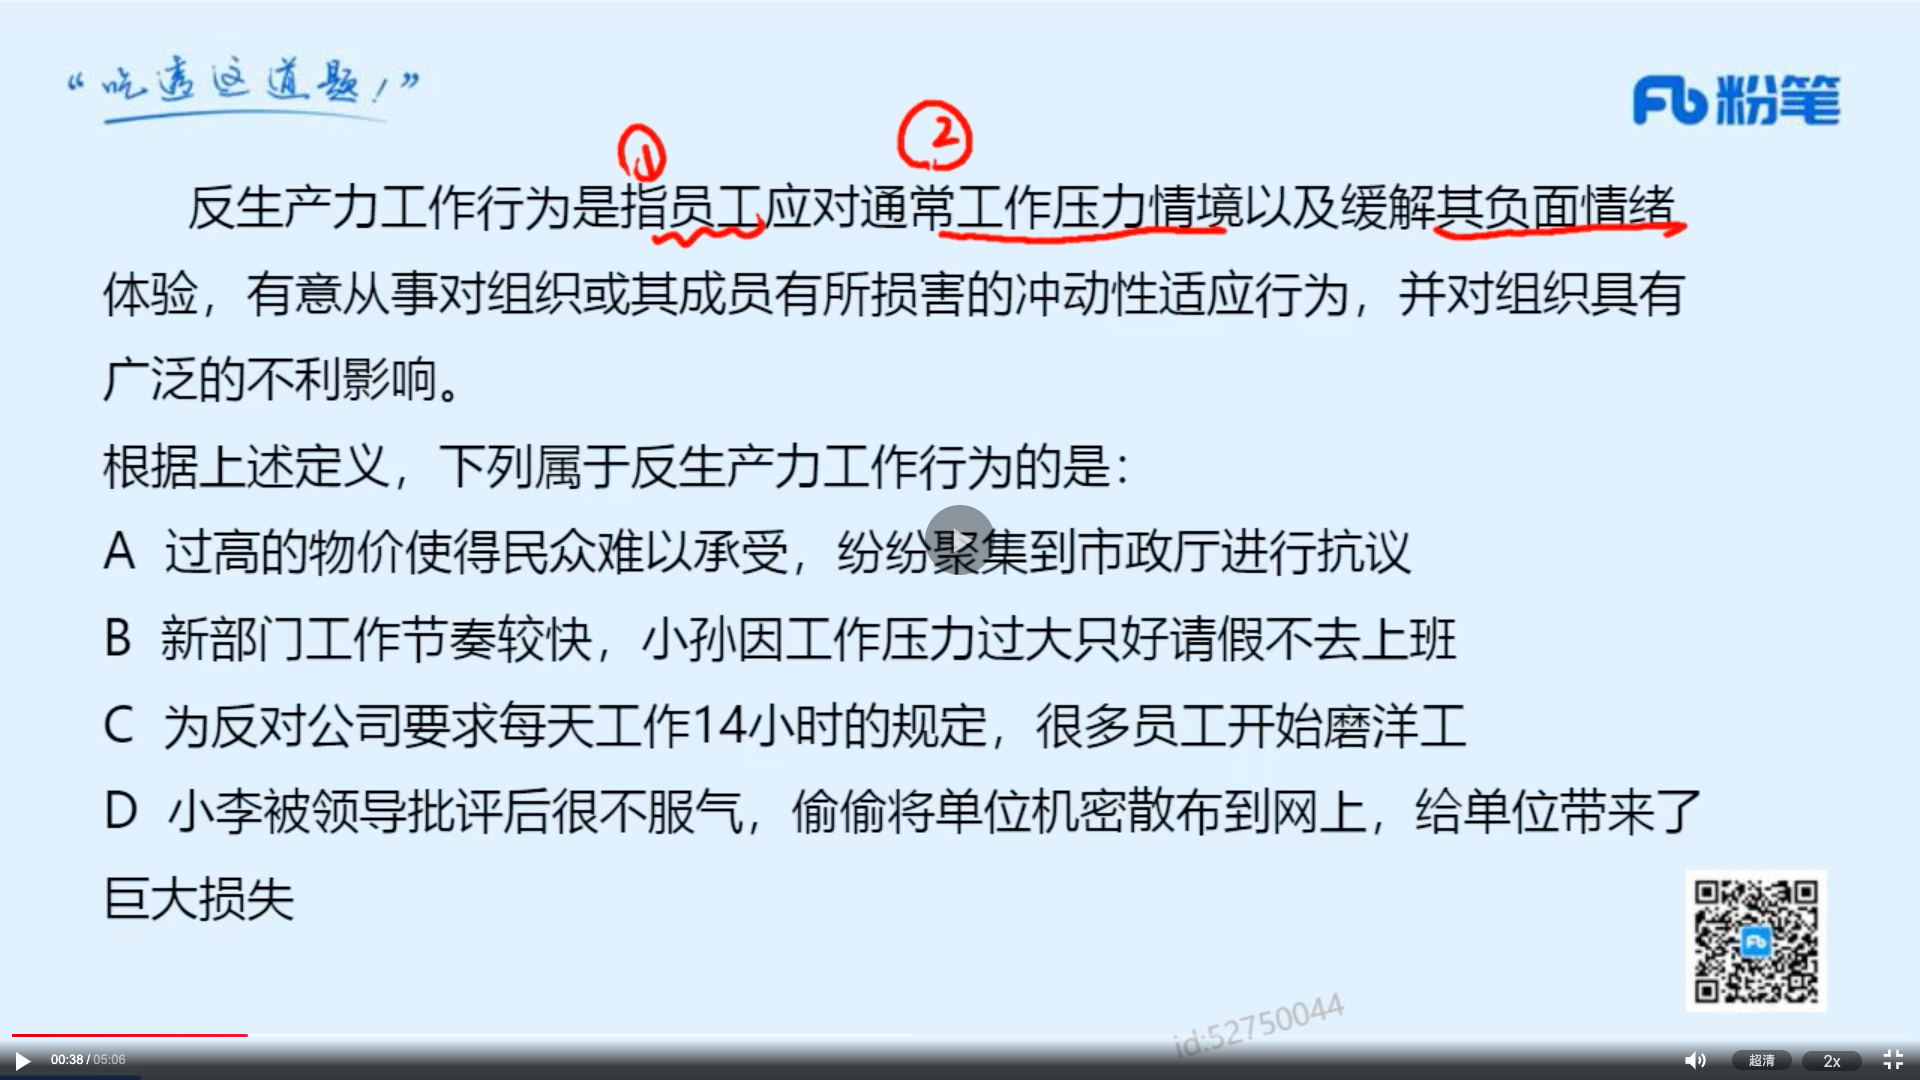 “吃透这道题！”
粉笔
① ②
反生产力工作行为是指员工应对通常工作压力情境以及缓解其负面情绪
体验，有意从事对组织或其成员有所损害的冲动性适应行为，并对组织具有
广泛的不利影响。
根据上述定义，下列属于反生产力工作行为的是：
A 过高的物价使得民众难以承受，纷纷聚集到市政厅进行抗议
B 新部门工作节奏较快，小孙因工作压力过大只好请假不去上班
C 为反对公司要求每天工作14小时的规定，很多员工开始磨洋工
D 小李被领导批评后很不服气，偷偷将单位机密散布到网上，给单位带来了
巨大损失
id:52750044
00:38 / 05:06 超清 2x